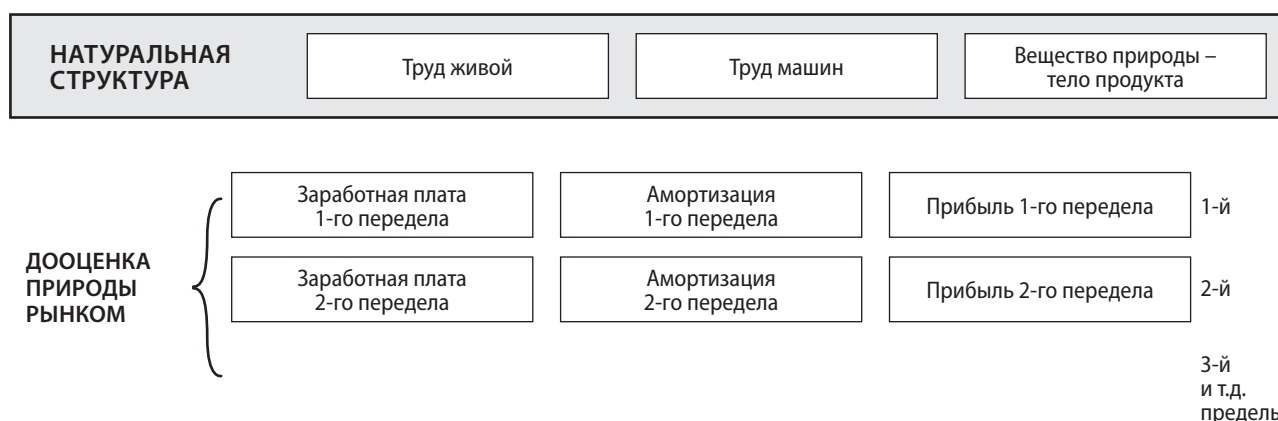 НАТУРАЛЬНАЯ
СТРУКТУРА
Труд живой
Труд машин
Вещество природы –
тело продукта
ДООЦЕНКА
ПРИРОДЫ
РЫНКОМ
Заработная плата
1-го передела
Амортизация
1-го передела
Прибыль 1-го передела
1-й
Заработная плата
2-го передела
Амортизация
2-го передела
Прибыль 2-го передела
2-й
3-й
и т.д.